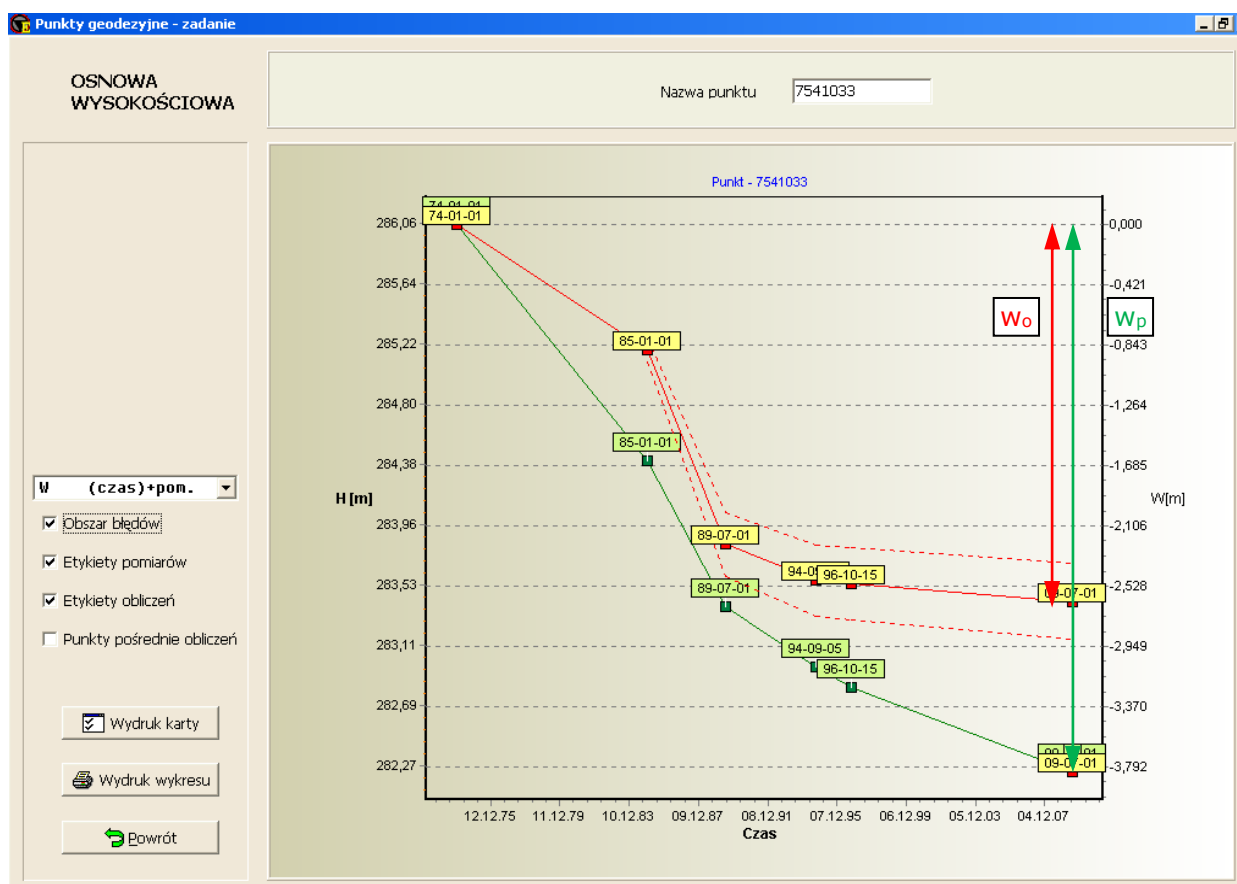 Punkty geodezyjne - zadanie
OSNOWA
WYSOKOŚCIOWA
Nazwa punktu 7541033
Punkt - 7541033
74-01-01
74-01-01
286,06
0,000
285,64
-0,421
Wo
Wp
285,22
85-01-01
-0,843
284,80
-1,264
85-01-01
284,38
-1,685
W (czas)+pom.
H [m]
W[m]
Obszar błędów
283,96
-2,106
89-07-01
Etykiety pomiarów
96-10-15
283,53
89-07-01
09-07-01
-2,528
Etykiety obliczeń
Punkty pośrednie obliczeń
283,11
94-09-05
-2,949
96-10-15
282,69
-3,370
Wydruk karty
282,27
09-07-01
-3,792
Wydruk wykresu
12.12.75 11.12.79 10.12.83 09.12.87 08.12.91 07.12.95 06.12.99 05.12.03 04.12.07
Czas
Powrót